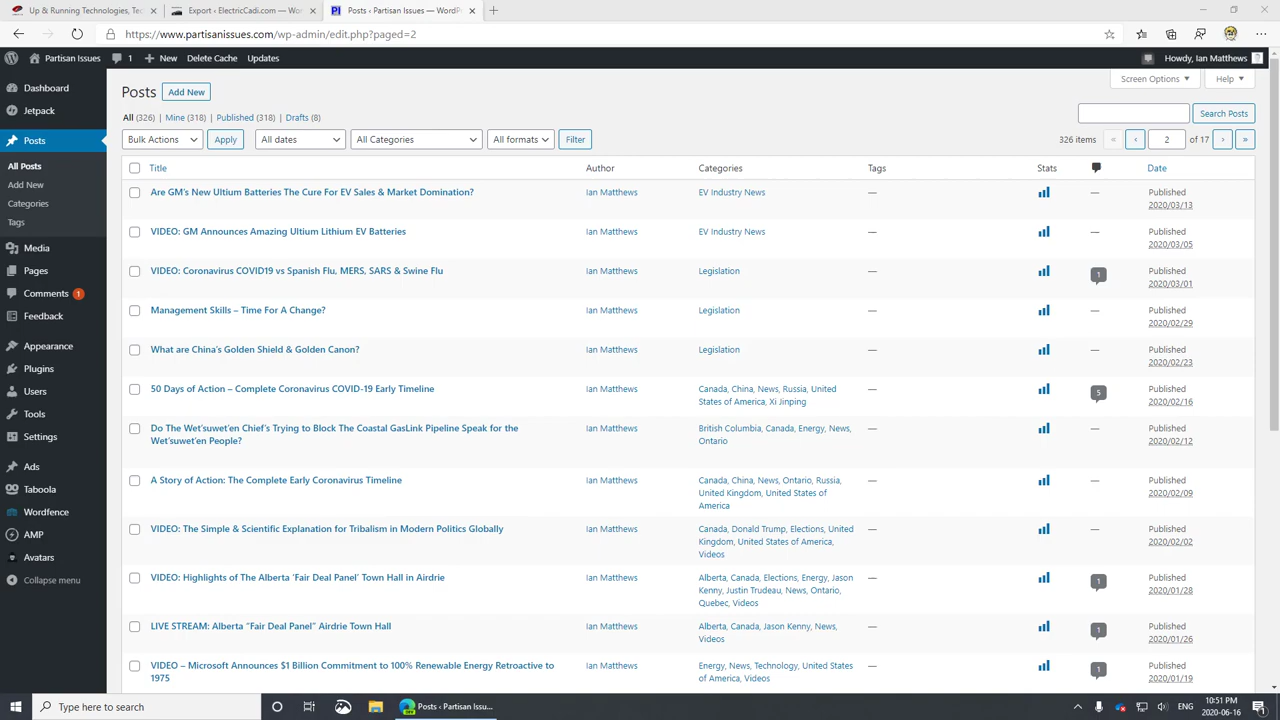 Up & Running Technologies, Tec
Export ‹ ElectricCad.com — Wor
Posts ‹ Partisan Issues — WordP
https://www.partisanissues.com/wp-admin/edit.php?paged=2
Partisan Issues
1
New
Delete Cache
Updates
Howdy, Ian Matthews
Dashboard
Jetpack
Posts
All Posts
Add New
Categories
Tags
Media
Pages
Comments 1
Feedback
Appearance
Plugins
Users
Tools
Settings
Ads
Taboola
Wordfence
AMP
Avatars
Collapse menu
Posts
Add New
Screen Options
Help
All (326) | Mine (318) | Published (318) | Drafts (8)
Search Posts
Bulk Actions
Apply
All dates
All Categories
All formats
Filter
326 items « ‹ 2 of 17 › »
Title Author Categories Tags Stats Date
Are GM's New Ultium Batteries The Cure For EV Sales & Market Domination? Ian Matthews EV Industry News — — Published
2020/03/13
VIDEO: GM Announces Amazing Ultium Lithium EV Batteries Ian Matthews EV Industry News — — Published
2020/03/05
VIDEO: Coronavirus COVID19 vs Spanish Flu, MERS, SARS & Swine Flu Ian Matthews Legislation — 1 Published
2020/03/01
Management Skills – Time For A Change? Ian Matthews Legislation — — Published
2020/02/29
What are China's Golden Shield & Golden Canon? Ian Matthews Legislation — — Published
2020/02/23
50 Days of Action – Complete Coronavirus COVID-19 Early Timeline Ian Matthews Canada, China, News, Russia, United — 5 Published
States of America, Xi Jinping 2020/02/16
Do The Wet'suwet'en Chief's Trying to Block The Coastal GasLink Pipeline Speak for the Ian Matthews British Columbia, Canada, Energy, News, — — Published
Wet'suwet'en People? Ontario 2020/02/12
A Story of Action: The Complete Early Coronavirus Timeline Ian Matthews Canada, China, News, Ontario, Russia, — — Published
United Kingdom, United States of 2020/02/09
America
VIDEO: The Simple & Scientific Explanation for Tribalism in Modern Politics Globally Ian Matthews Canada, Donald Trump, Elections, United — — Published
Kingdom, United States of America, 2020/02/02
Videos
VIDEO: Highlights of The Alberta 'Fair Deal Panel' Town Hall in Airdrie Ian Matthews Alberta, Canada, Elections, Energy, Jason — 1 Published
Kenny, Justin Trudeau, News, Ontario, 2020/01/28
Quebec, Videos
LIVE STREAM: Alberta "Fair Deal Panel" Airdrie Town Hall Ian Matthews Alberta, Canada, Jason Kenny, News, — 1 Published
Videos 2020/01/26
VIDEO – Microsoft Announces $1 Billion Commitment to 100% Renewable Energy Retroactive to Ian Matthews Energy, News, Technology, United States — 1 Published
1975 of America, Videos 2020/01/19
Type here to search
Posts ‹ Partisan Issu...
ENG
10:51 PM
2020-06-16
1